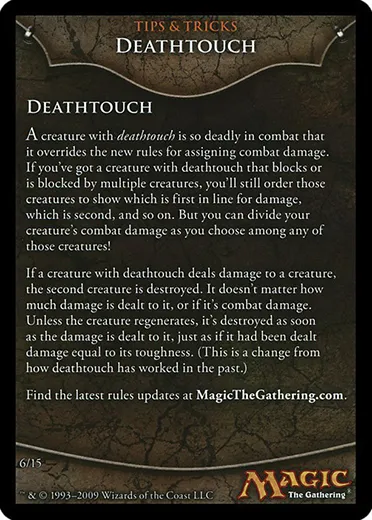 TIPS & TRICKS
DEATHTOUCH
DEATHTOUCH
A creature with deathtouch is so deadly in combat that
it overrides the new rules for assigning combat damage.
If you've got a creature with deathtouch that blocks or
is blocked by multiple creatures, you'll still order those
creatures to show which is first in line for damage,
which is second, and so on. But you can divide your
creature's combat damage as you choose among any of
those creatures!
If a creature with deathtouch deals damage to a creature,
the second creature is destroyed. It doesn't matter how
much damage is dealt to it, or if it's combat damage.
Unless the creature regenerates, it's destroyed as soon
as the damage is dealt to it, just as if it had been dealt
damage equal to its toughness. (This is a change from
how deathtouch has worked in the past.)
Find the latest rules updates at MagicTheGathering.com.
6/15
MAGIC
The Gathering
™ & © 1993–2009 Wizards of the Coast LLC